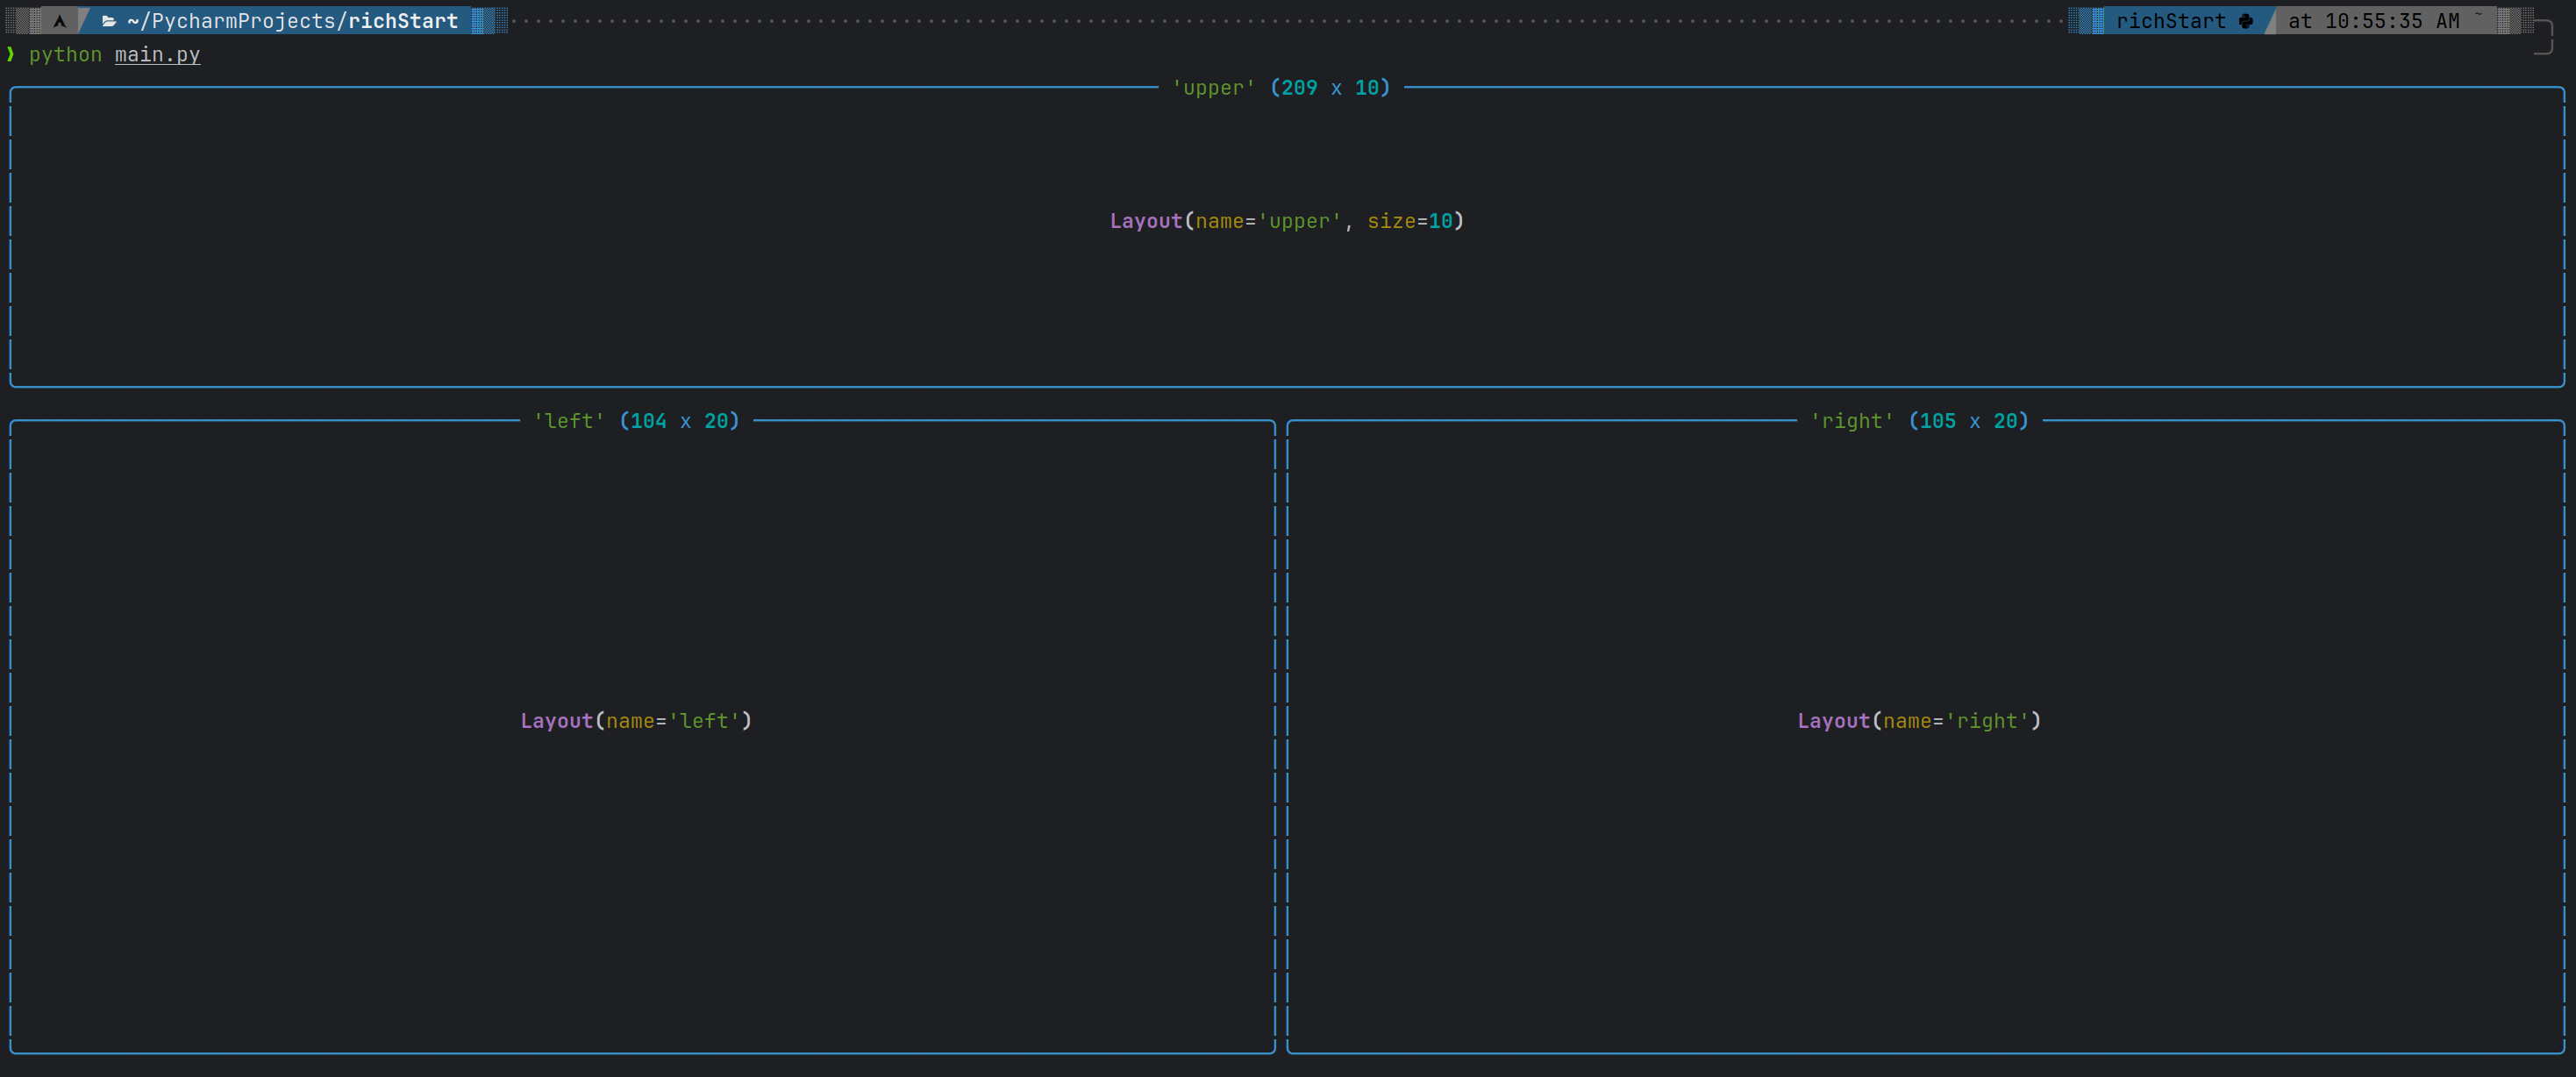 ~/PycharmProjects/richStart richStart at 10:55:35 AM
❯ python main.py
'upper' (209 x 10)
Layout(name='upper', size=10)
'left' (104 x 20) 'right' (105 x 20)
Layout(name='left') Layout(name='right')